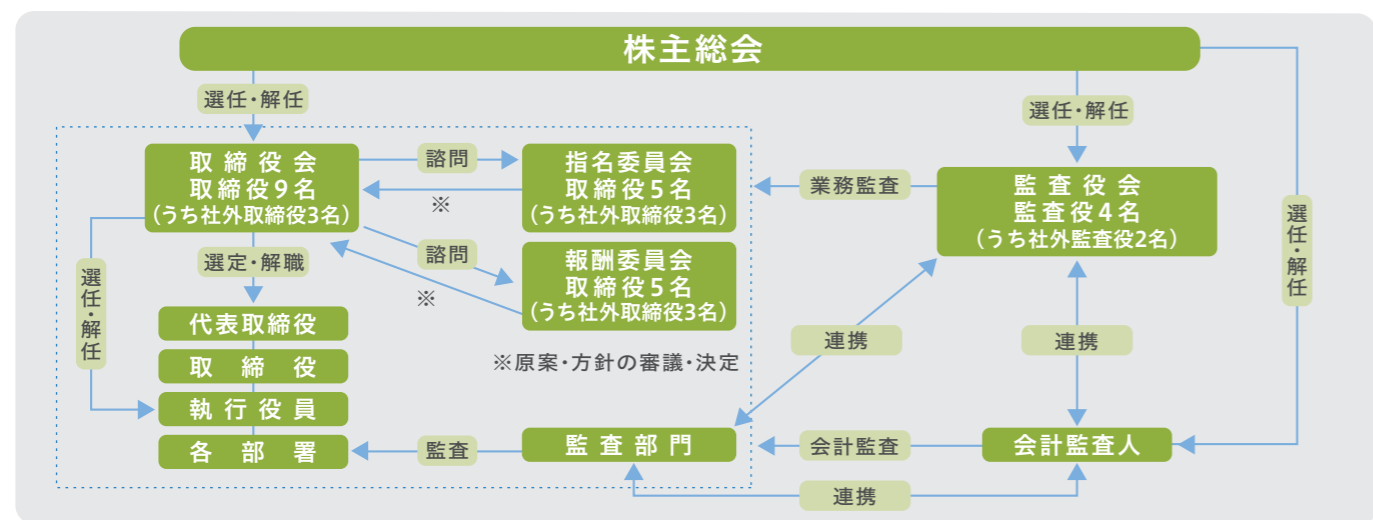 株主総会
選任・解任
選任・解任
選任・解任
取締役会
取締役9名
(うち社外取締役3名)
諮問
※
指名委員会
取締役5名
(うち社外取締役3名)
業務監査
監査役会
監査役4名
(うち社外監査役2名)
選任・解任
選定・解職
諮問
※
報酬委員会
取締役5名
(うち社外取締役3名)
代表取締役
取締役
執行役員
各部署
※原案・方針の審議・決定
連携
連携
監査
監査部門
会計監査
会計監査人
連携